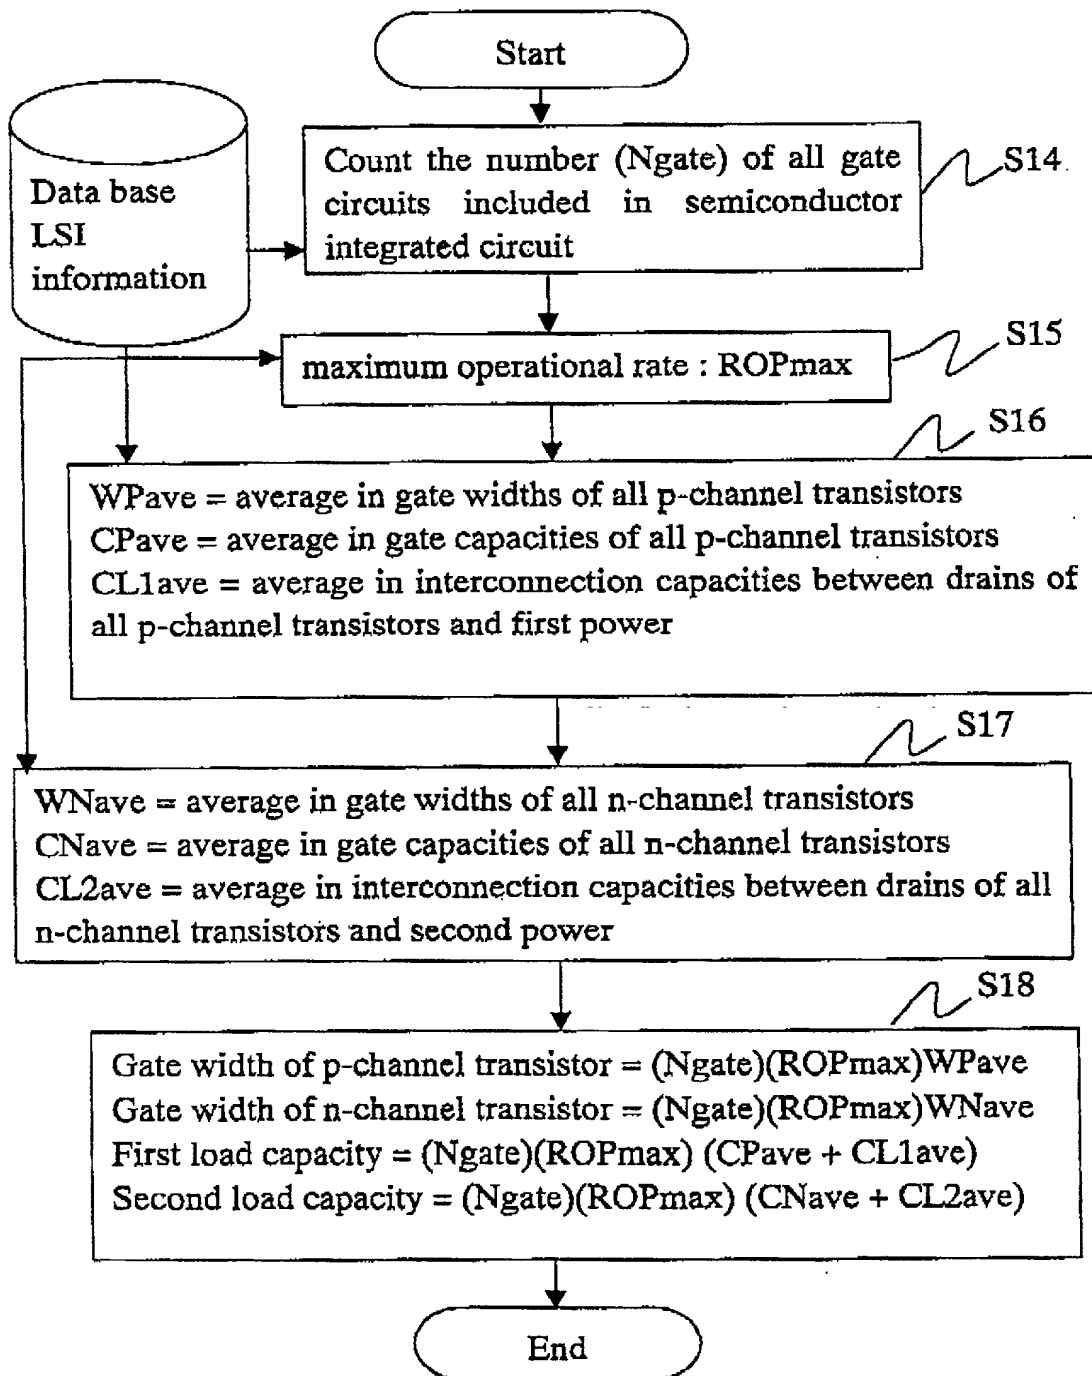 Start
Data base
LSI
information
Count the number (Ngate) of all gate
circuits included in semiconductor
integrated circuit
S14
maximum operational rate : ROPmax
S15
S16
WPave = average in gate widths of all p-channel transistors
CPave = average in gate capacities of all p-channel transistors
CL1ave = average in interconnection capacities between drains of
all p-channel transistors and first power
S17
WNave = average in gate widths of all n-channel transistors
CNave = average in gate capacities of all n-channel transistors
CL2ave = average in interconnection capacities between drains of all
n-channel transistors and second power
S18
Gate width of p-channel transistor = (Ngate)(ROPmax)WPave
Gate width of n-channel transistor = (Ngate)(ROPmax)WNave
First load capacity = (Ngate)(ROPmax) (CPave + CL1ave)
Second load capacity = (Ngate)(ROPmax) (CNave + CL2ave)
End